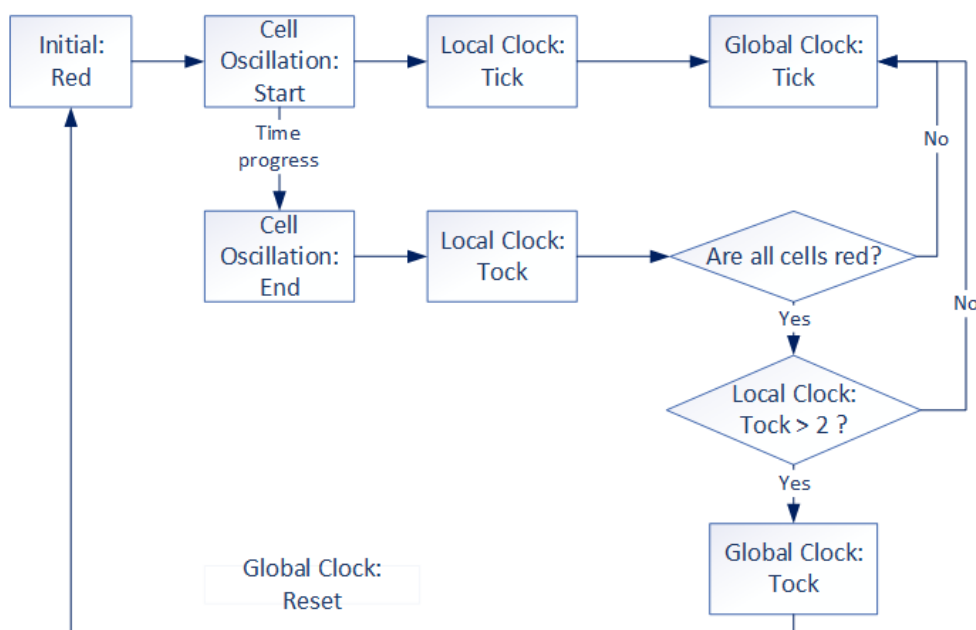 Initial:
Red
Cell
Oscillation:
Start
Local Clock:
Tick
Global Clock:
Tick
Time
progress
No
Cell
Oscillation:
End
Local Clock:
Tock
Are all cells red?
No
Yes
Local Clock:
Tock > 2 ?
Yes
Global Clock:
Tock
Global Clock:
Reset